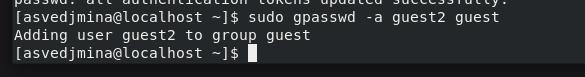 passwd: all authentication tokens updated successfully.
[asvedjmina@localhost ~]$ sudo gpasswd -a guest2 guest
Adding user guest2 to group guest
[asvedjmina@localhost ~]$